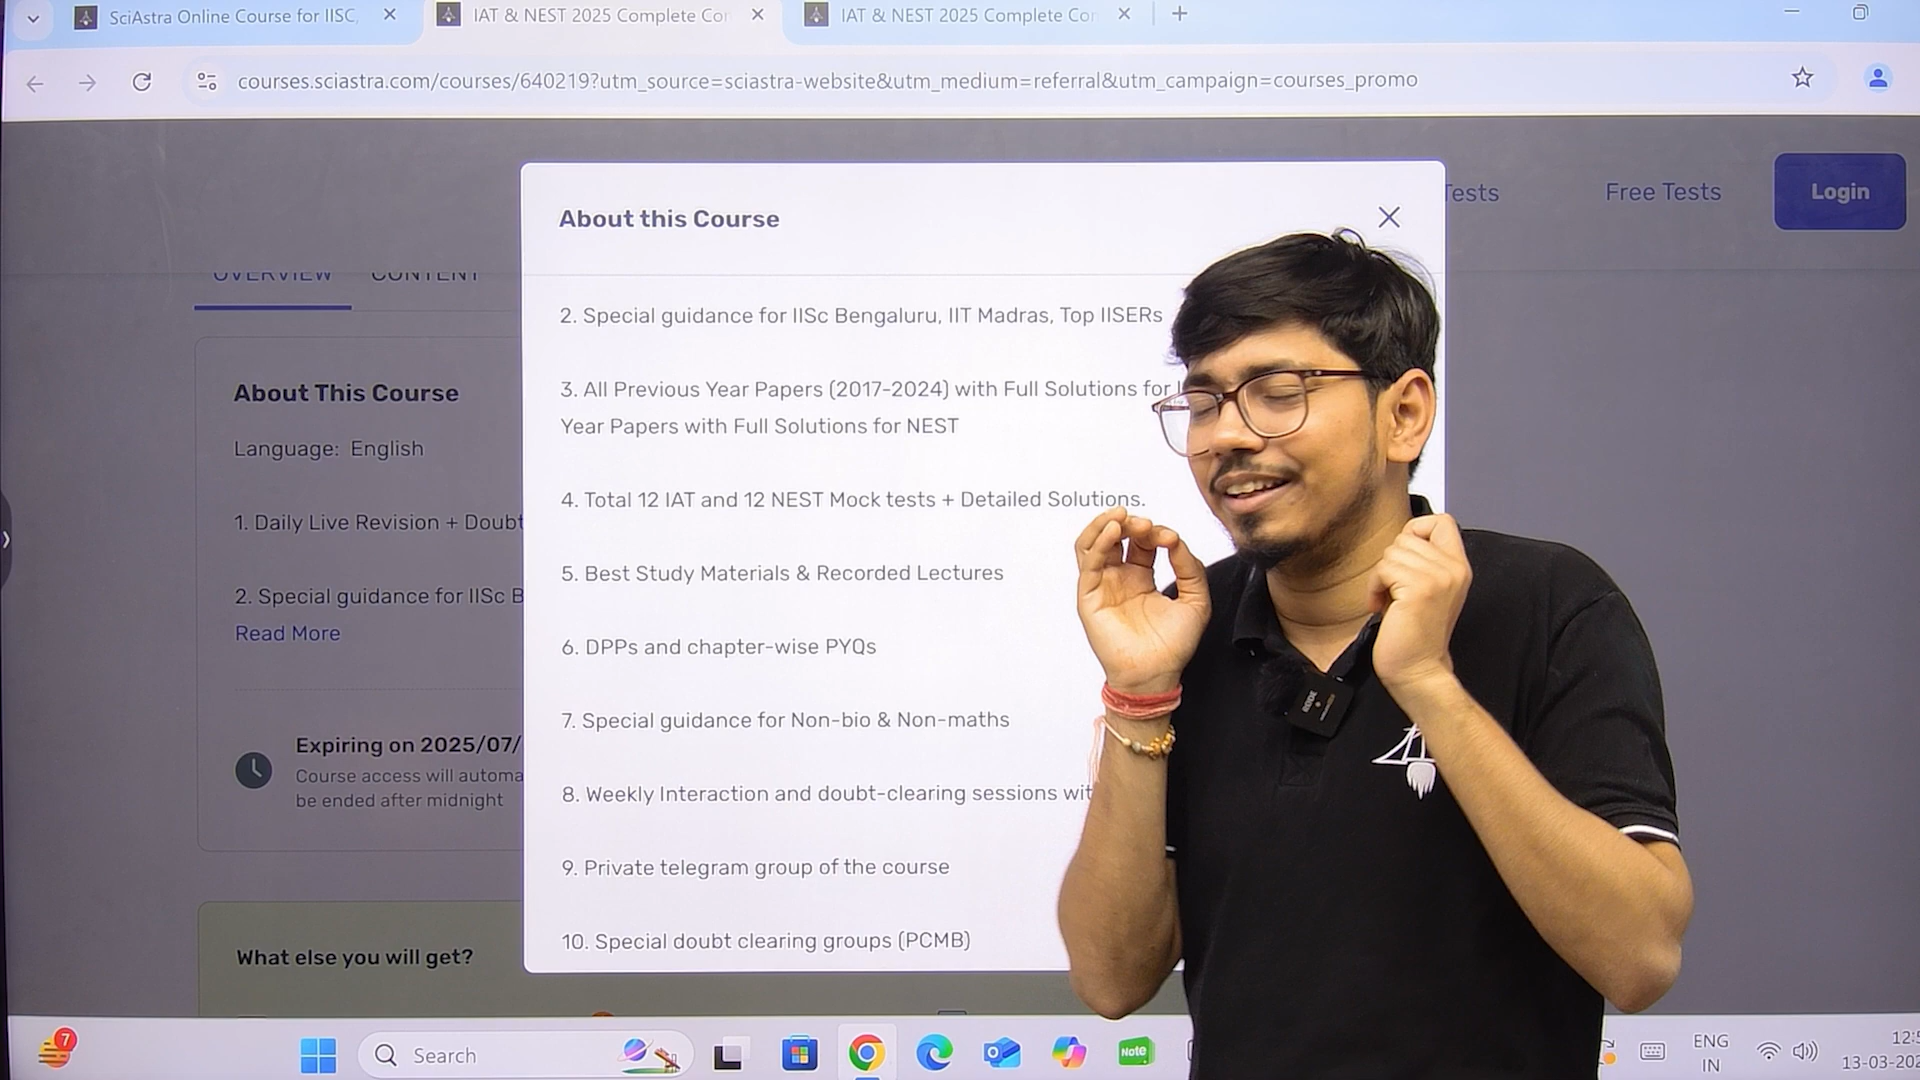 SciAstra Online Course for IISC,
IAT & NEST 2025 Complete Cor
IAT & NEST 2025 Complete Co
courses.sciastra.com/courses/640219?utm_source=sciastra-website&utm_medium=referral&utm_campaign=courses_promo
Tests
Free Tests
Login
OVERVIEW
CONTENT
About This Course
Language: English
1. Daily Live Revision + Doubt
2. Special guidance for IISc B
Read More
Expiring on 2025/07/
Course access will automa
be ended after midnight
What else you will get?
About this Course
2. Special guidance for IISc Bengaluru, IIT Madras, Top IISERs
3. All Previous Year Papers (2017-2024) with Full Solutions for
Year Papers with Full Solutions for NEST
4. Total 12 IAT and 12 NEST Mock tests + Detailed Solutions.
5. Best Study Materials & Recorded Lectures
6. DPPs and chapter-wise PYQs
7. Special guidance for Non-bio & Non-maths
8. Weekly Interaction and doubt-clearing sessions wit
9. Private telegram group of the course
10. Special doubt clearing groups (PCMB)
7
Search
Note
ENG
IN
12:5
13-03-202